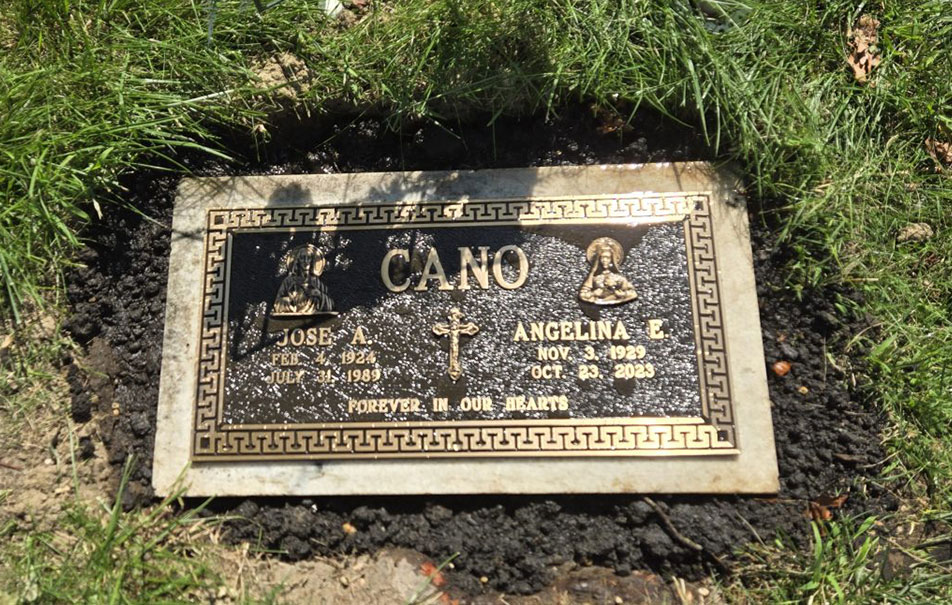 CANO
JOSE A. ANGELINA E.
FEB. 4, 1924 NOV. 3, 1929
JULY 31, 1989 OCT. 23, 2023
FOREVER IN OUR HEARTS